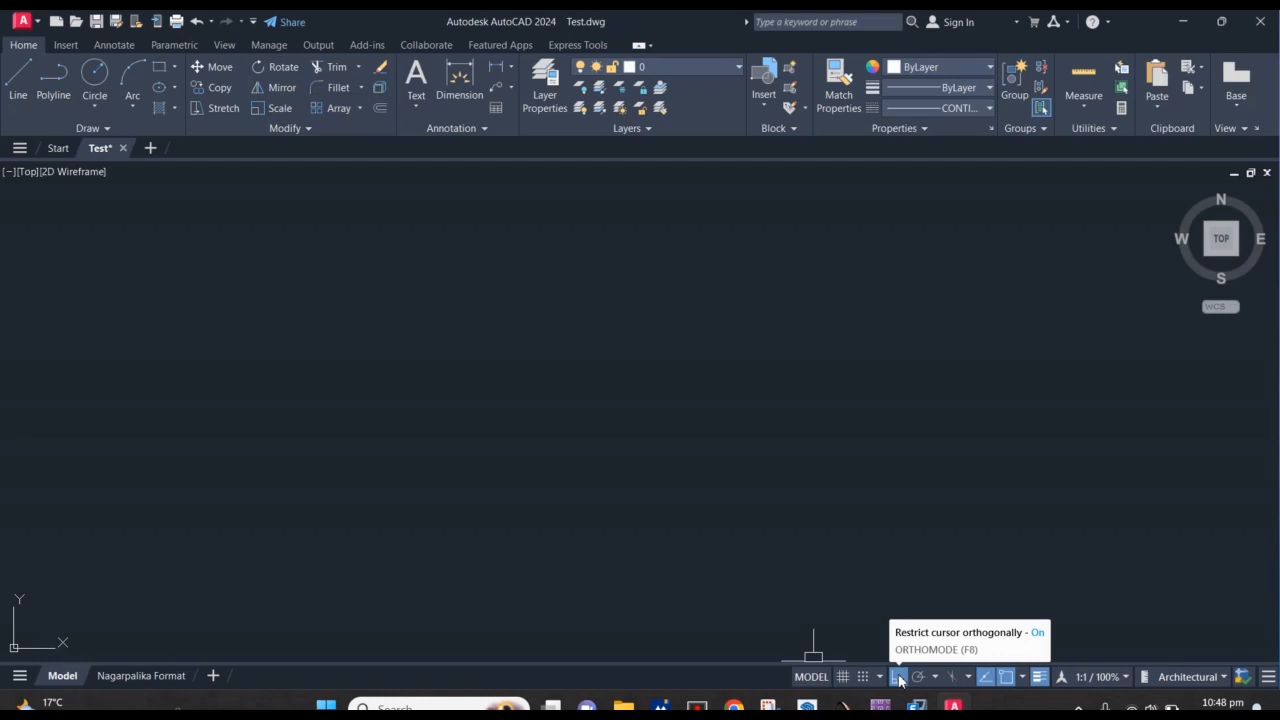 Autodesk AutoCAD 2024 Test.dwg
Share
Type a keyword or phrase
Sign In
Home Insert Annotate Parametric View Manage Output Add-ins Collaborate Featured Apps Express Tools
Line
Polyline
Circle
Arc
Draw
Move
Rotate
Trim
Copy
Mirror
Fillet
Stretch
Scale
Array
Modify
Text
Dimension
Annotation
Layer
Properties
0
Layers
Insert
Block
Match
Properties
ByLayer
ByLayer
CONTI...
Properties
Group
Groups
Measure
Utilities
Paste
Clipboard
Base
View
Start
Test*
[−][Top][2D Wireframe]
N
W
TOP
E
S
WCS
Y
X
Restrict cursor orthogonally - On
ORTHOMODE (F8)
Model
Nagarpalika Format
MODEL
1:1 / 100%
Architectural
17°C
Search
10:48 pm